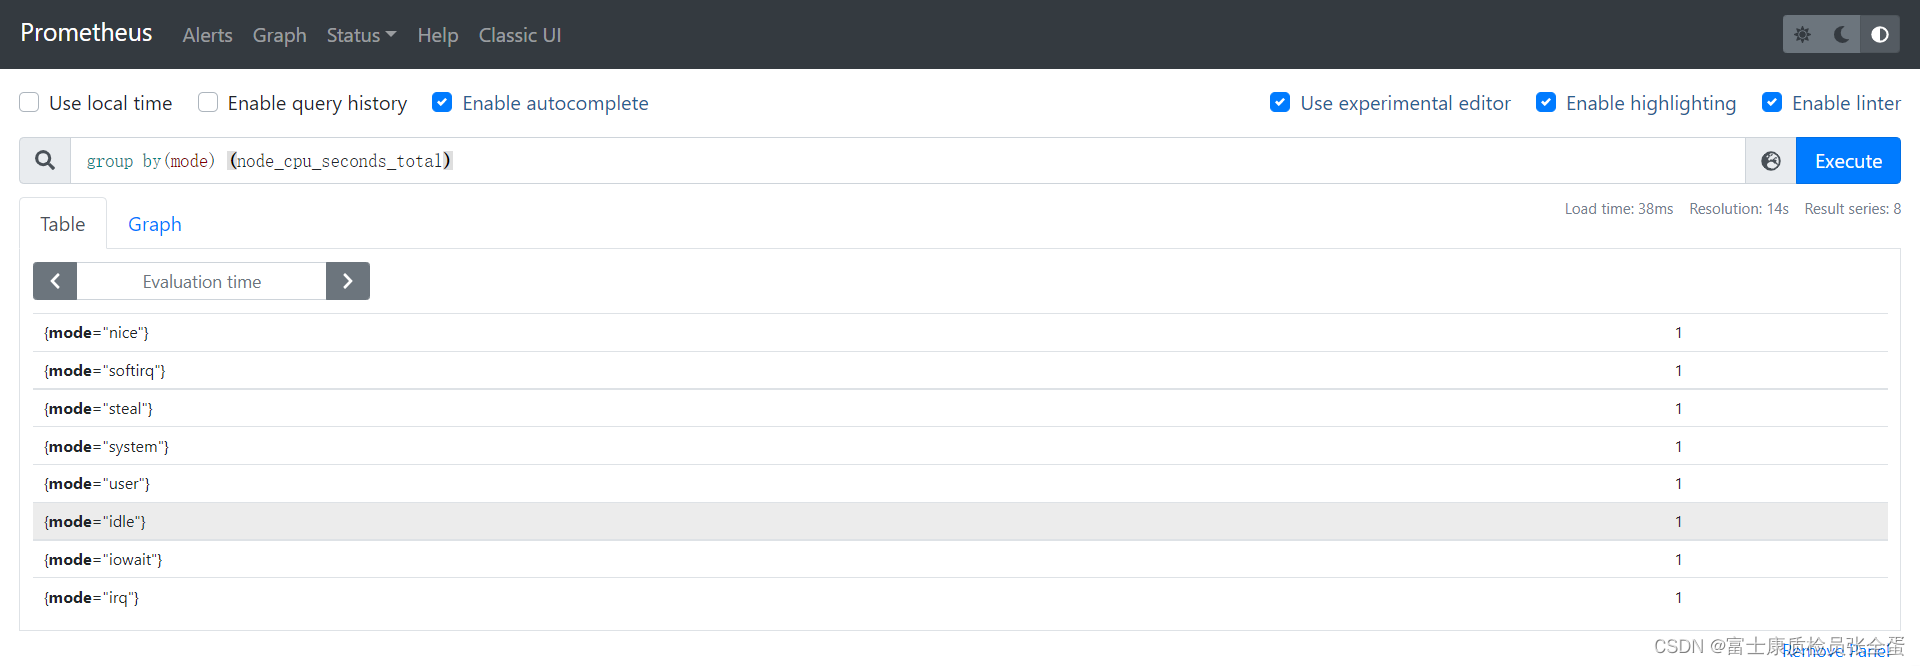 Prometheus Alerts Graph Status Help Classic UI
Use local time Enable query history Enable autocomplete Use experimental editor Enable highlighting Enable linter
group by(mode) (node_cpu_seconds_total) Execute
Table Graph Load time: 38ms Resolution: 14s Result series: 8
Evaluation time
{mode="nice"} 1
{mode="softirq"} 1
{mode="steal"} 1
{mode="system"} 1
{mode="user"} 1
{mode="idle"} 1
{mode="iowait"} 1
{mode="irq"} 1
CSDN @富士康质检员张全蛋
Remove Panel